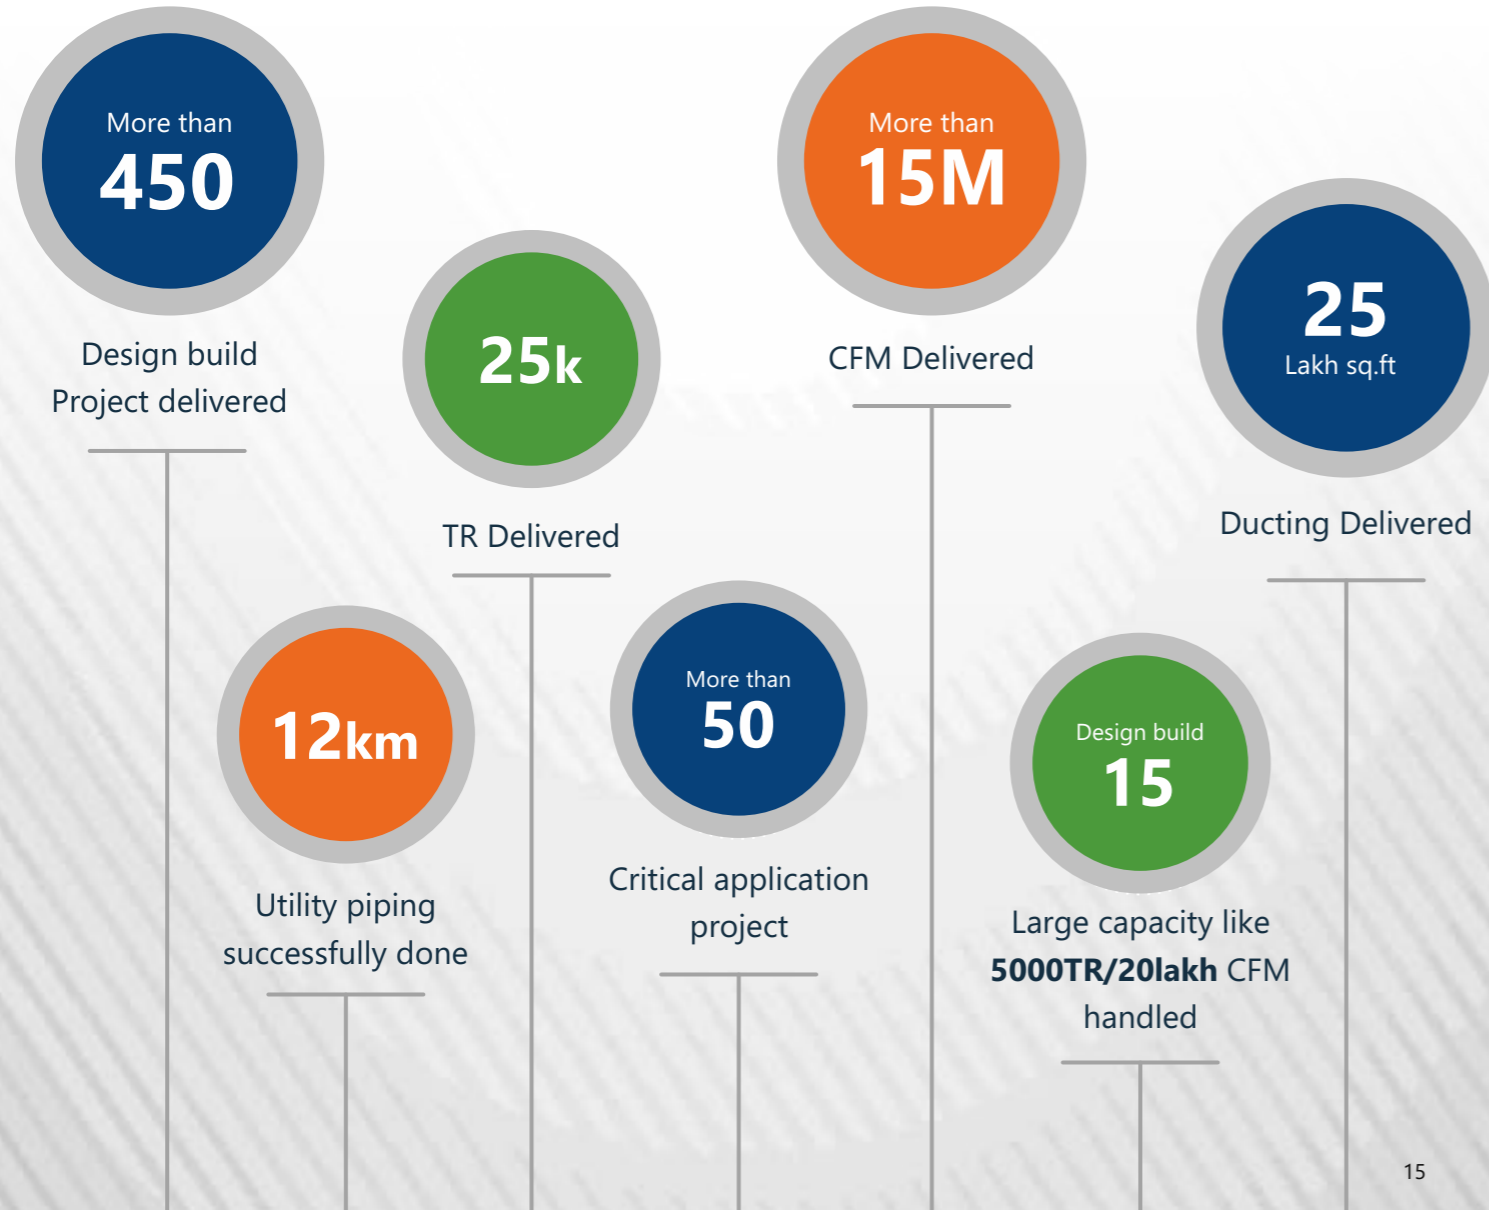 More than
450
Design build
Project delivered
25k
TR Delivered
More than
15M
CFM Delivered
25
Lakh sq.ft
Ducting Delivered
12km
Utility piping
successfully done
More than
50
Critical application
project
Design build
15
Large capacity like
5000TR/20lakh CFM
handled
15